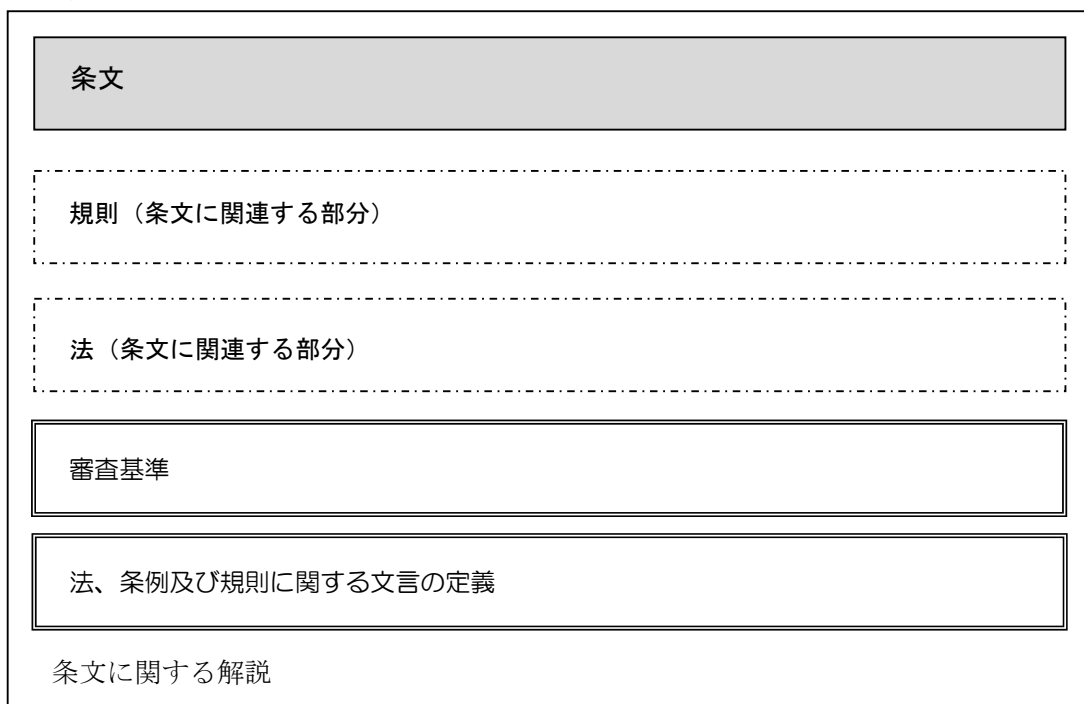 条文
規則（条文に関連する部分）
法（条文に関連する部分）
審査基準
法、条例及び規則に関する文言の定義
条文に関する解説